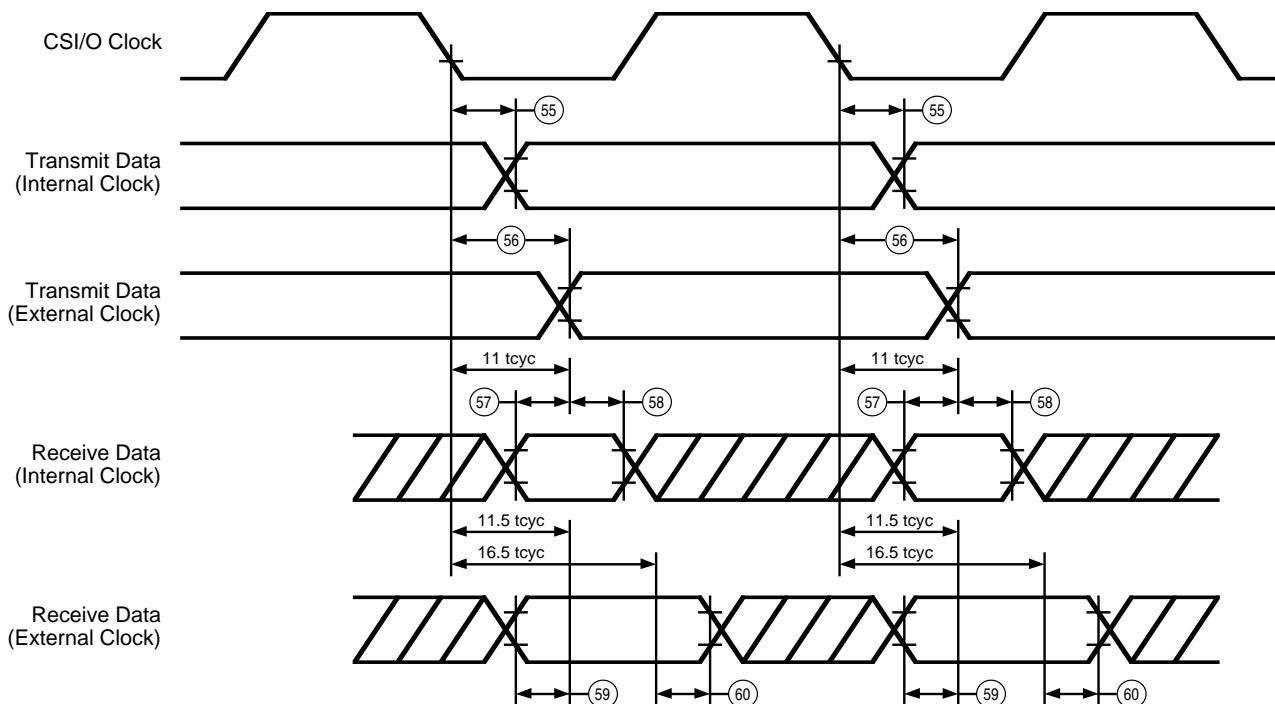 CSI/O Clock
55
55
Transmit Data
(Internal Clock)
56
56
Transmit Data
(External Clock)
11 tcyc
11 tcyc
57
58
57
58
Receive Data
(Internal Clock)
11.5 tcyc
11.5 tcyc
16.5 tcyc
16.5 tcyc
Receive Data
(External Clock)
59
60
59
60